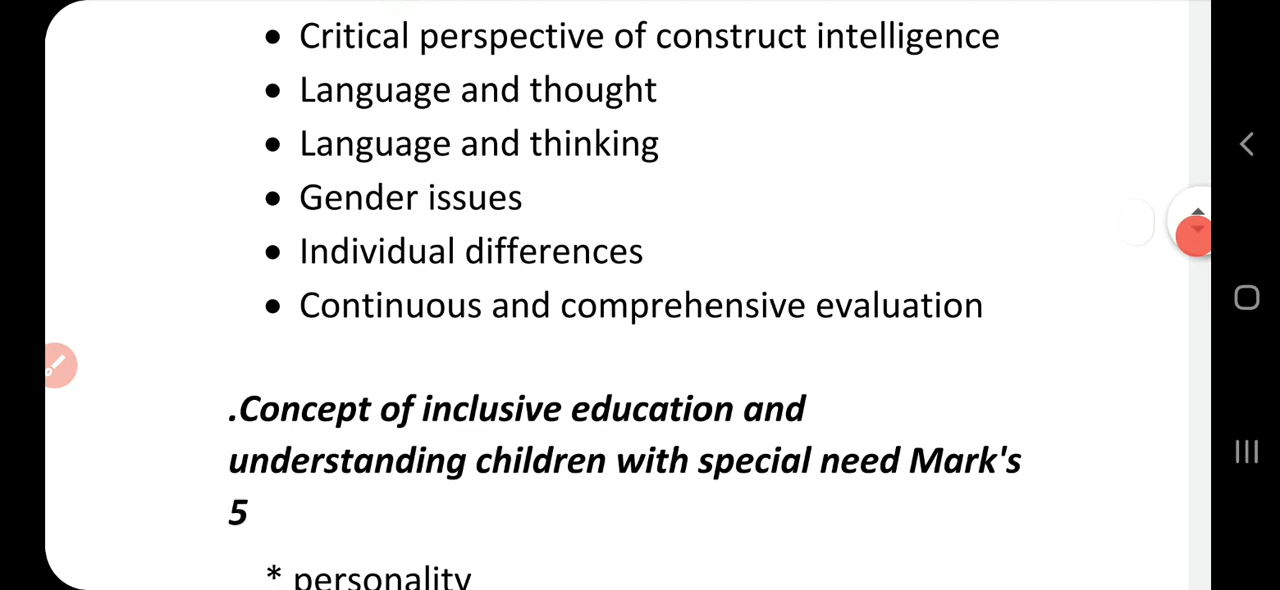 • Critical perspective of construct intelligence
• Language and thought
• Language and thinking
• Gender issues
• Individual differences
• Continuous and comprehensive evaluation
.Concept of inclusive education and
understanding children with special need Mark's
5
* personality